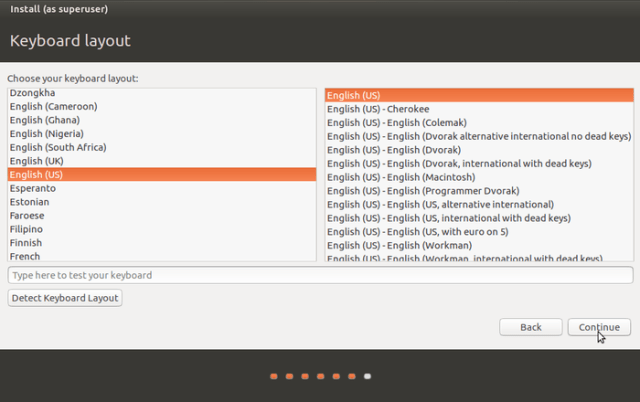 Install (as superuser)
Keyboard layout
Choose your keyboard layout:
Dzongkha
English (Cameroon)
English (Ghana)
English (Nigeria)
English (South Africa)
English (UK)
English (US)
Esperanto
Estonian
Faroese
Filipino
Finnish
French
English (US)
English (US) - Cherokee
English (US) - English (Colemak)
English (US) - English (Dvorak alternative international no dead keys)
English (US) - English (Dvorak)
English (US) - English (Dvorak, international with dead keys)
English (US) - English (Macintosh)
English (US) - English (Programmer Dvorak)
English (US) - English (US, alternative international)
English (US) - English (US, international with dead keys)
English (US) - English (US, with euro on 5)
English (US) - English (Workman)
English (US) - English (Workman, international with dead keys)
Type here to test your keyboard
Detect Keyboard Layout
Back
Continue